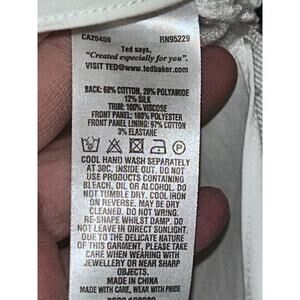 CA25459 RN95229
Ted says,
"Created especially for you".
VISIT TED@WWW.TEDBAKER.COM
BACK: 68% COTTON, 20% POLYAMIDE
12% SILK
TRIM: 100% VISCOSE
FRONT PANEL: 100% POLYESTER
FRONT PANEL LINING: 97% COTTON
3% ELASTANE
COOL HAND WASH SEPARATELY
AT 30C, INSIDE OUT. DO NOT
USE PRODUCTS CONTAINING
BLEACH, OIL OR ALCOHOL. DO
NOT TUMBLE DRY. COOL IRON
ON REVERSE. MAY BE DRY
CLEANED. DO NOT WRING.
RE-SHAPE WHILST DAMP. DO
NOT LEAVE IN DIRECT SUNLIGHT.
DUE TO THE DELICATE NATURE
OF THIS GARMENT, PLEASE TAKE
CARE WHEN WEARING WITH
JEWELLERY OR NEAR SHARP
OBJECTS.
MADE IN CHINA
MADE WITH CARE, WEAR WITH PRIDE